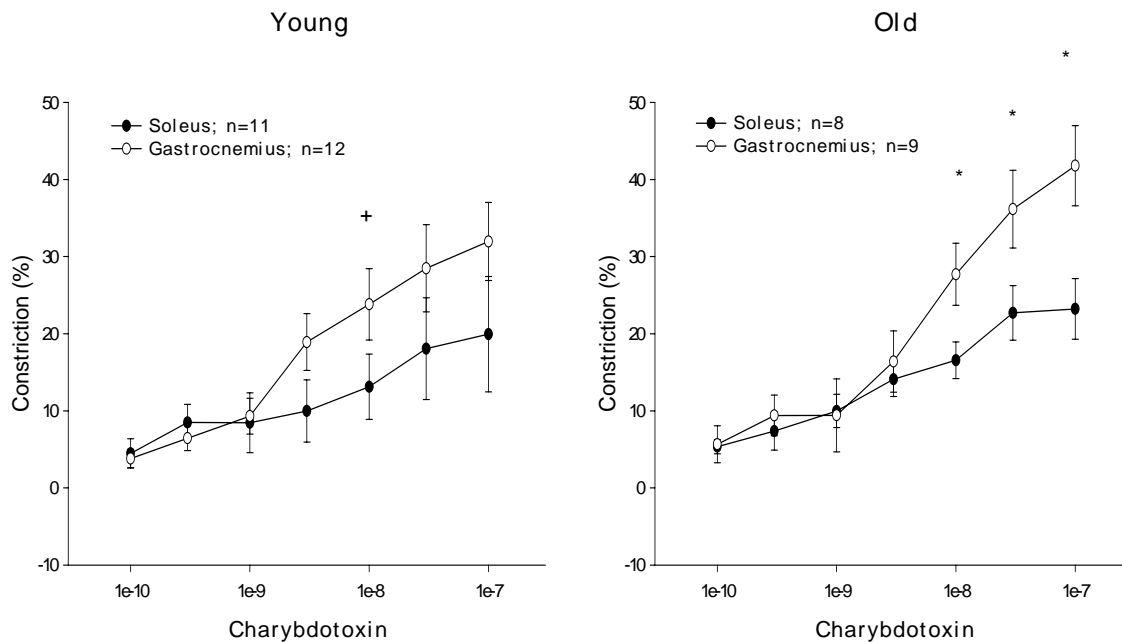 Young
Old
Soleus; n=11
Gastrocnemius; n=12
Soleus; n=8
Gastrocnemius; n=9
+
*
*
*
Constriction (%)
50
40
30
20
10
0
-10
1e-10
1e-9
1e-8
1e-7
Charybdotoxin
Constriction (%)
50
40
30
20
10
0
-10
1e-10
1e-9
1e-8
1e-7
Charybdotoxin